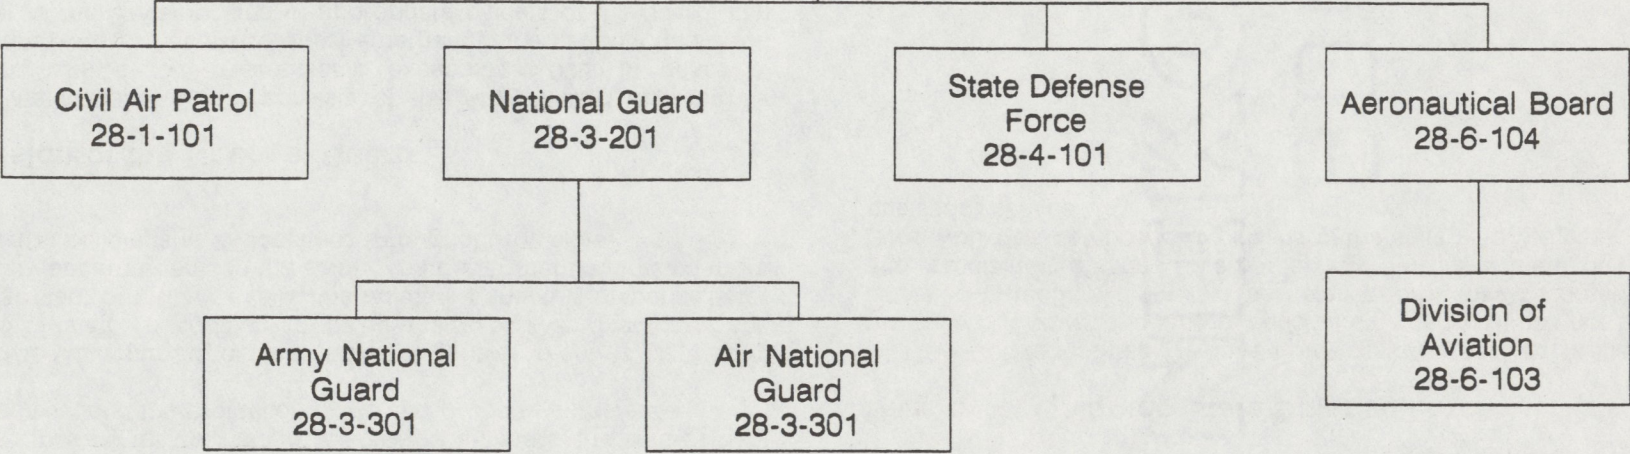 Civil Air Patrol
28-1-101
National Guard
28-3-201
State Defense
Force
28-4-101
Aeronautical Board
28-6-104
Army National
Guard
28-3-301
Air National
Guard
28-3-301
Division of
Aviation
28-6-103